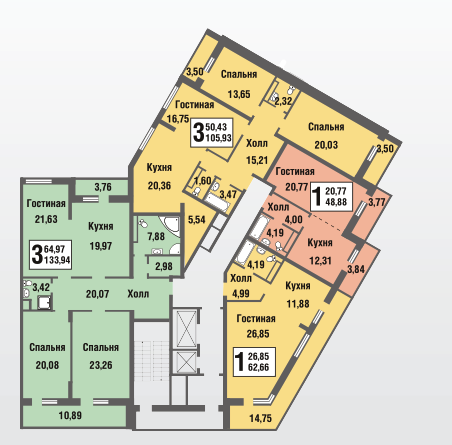 3,50
Спальня
13,65
2,32
Гостиная
16,75
3 50,43
105,93
Спальня
20,03
3,50
Холл
15,21
Кухня
20,36
1,60
3,47
Гостиная
20,77
1 20,77
48,88
3,77
3,76
Гостиная
21,63
Кухня
19,97
5,54
7,88
Холл
4,00
4,19
Кухня
12,31
3,84
3 64,97
133,94
2,98
4,19
Холл
4,99
Кухня
11,88
3,42
20,07
Холл
Гостиная
26,85
1 26,85
62,66
Спальня
20,08
Спальня
23,26
10,89
14,75